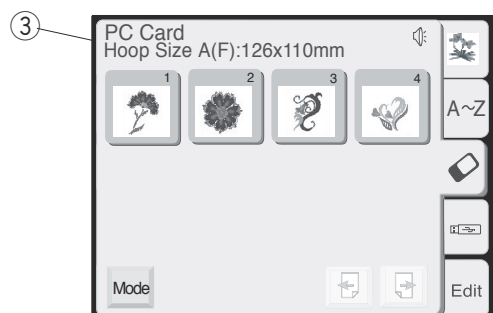 3
PC Card
Hoop Size A(F):126x110mm
1 2 3 4
A~Z
Mode
Edit